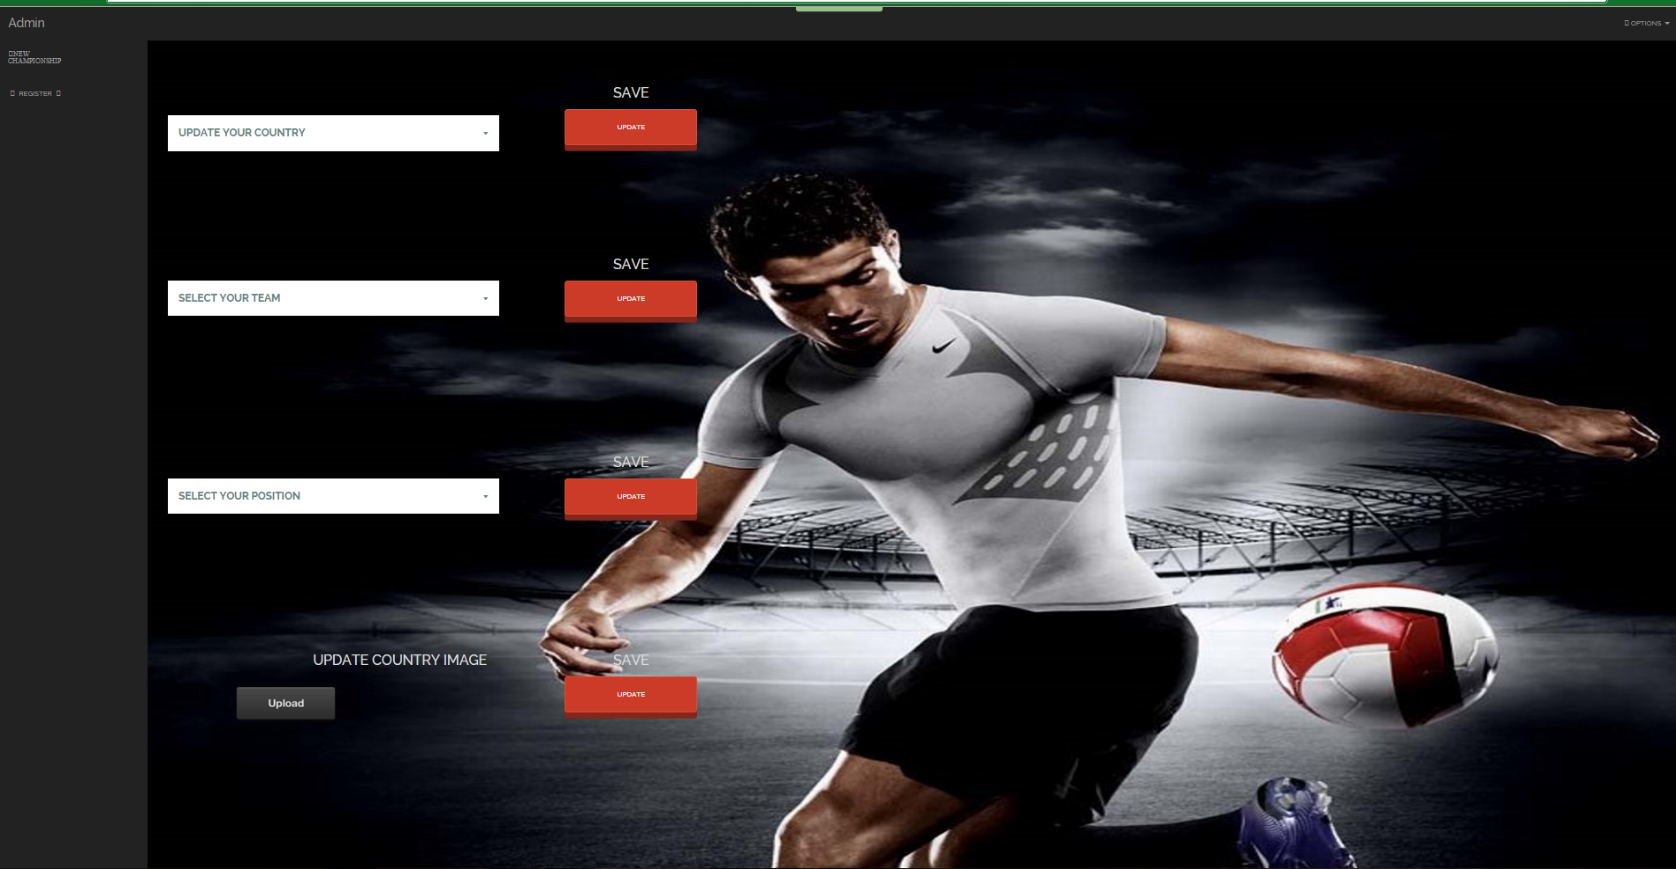 Admin
OPTIONS
NEW
CHAMPIONSHIP
REGISTER
SAVE
UPDATE YOUR COUNTRY
UPDATE
SAVE
SELECT YOUR TEAM
UPDATE
SAVE
SELECT YOUR POSITION
UPDATE
UPDATE COUNTRY IMAGE
SAVE
UPDATE
Upload